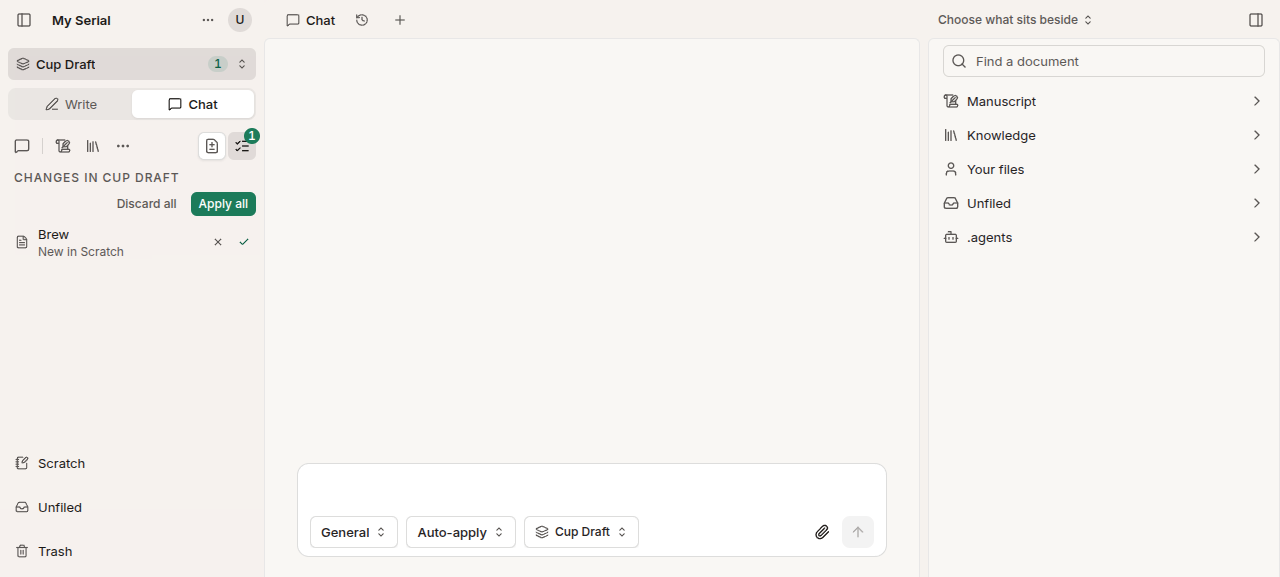 My Serial
U
Cup Draft
1
Write
Chat
1
CHANGES IN CUP DRAFT
Discard all
Apply all
Brew
New in Scratch
Scratch
Unfiled
Trash
Chat
General
Auto-apply
Cup Draft
Choose what sits beside
Find a document
Manuscript
Knowledge
Your files
Unfiled
.agents